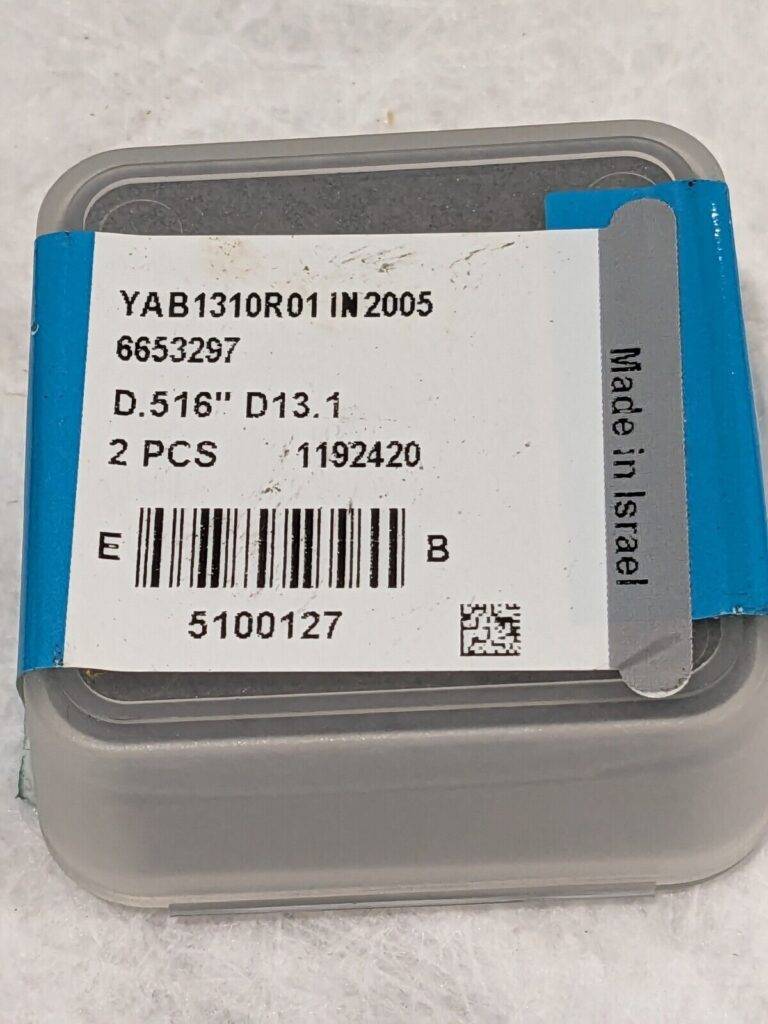 YAB1310R01 IN2005
6653297
D.516" D13.1
2 PCS 1192420
E B
5100127
Made in Israel